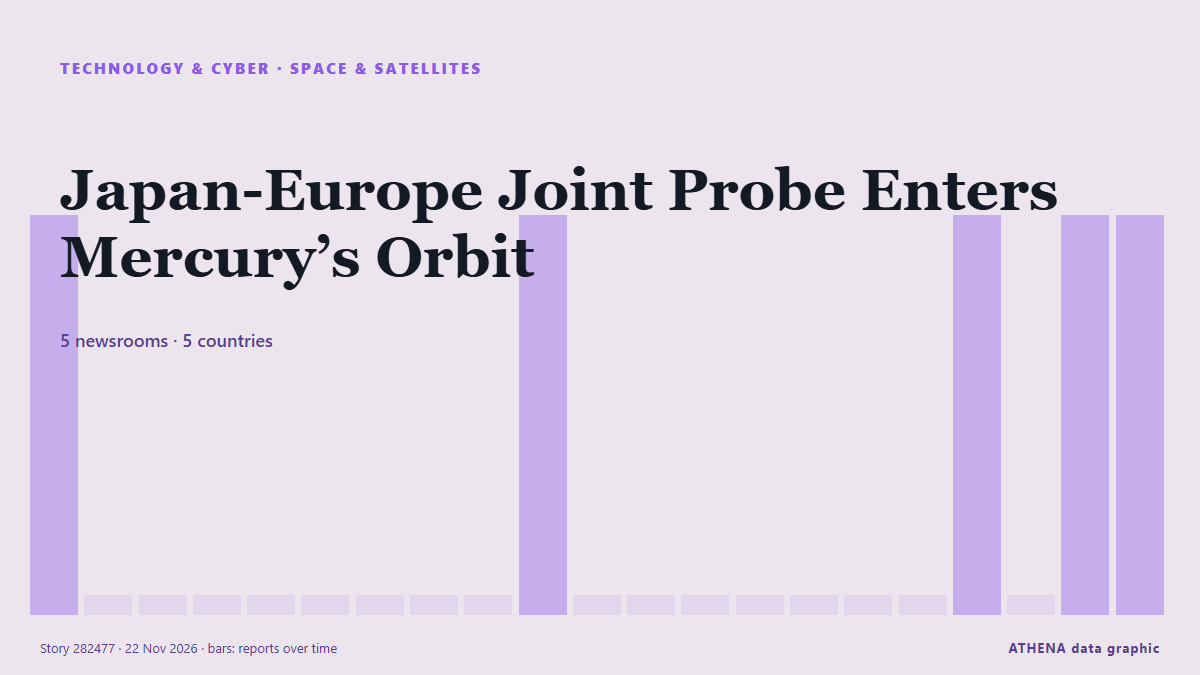 TECHNOLOGY & CYBER · SPACE & SATELLITES
Japan-Europe Joint Probe Enters
Mercury’s Orbit
5 newsrooms · 5 countries
Story 282477 · 22 Nov 2026 · bars: reports over time
ATHENA data graphic